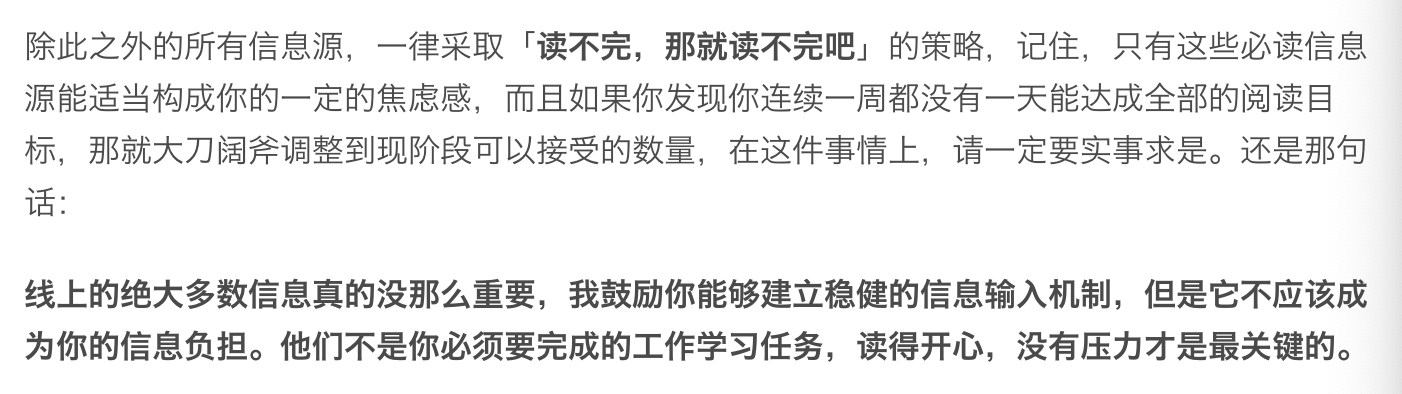 除此之外的所有信息源，一律采取「读不完，那就读不完吧」的策略，记住，只有这些必读信息
源能适当构成你的一定的焦虑感，而且如果你发现你连续一周都没有一天能达成全部的阅读目
标，那就大刀阔斧调整到现阶段可以接受的数量，在这件事情上，请一定要实事求是。还是那句
话：
线上的绝大多数信息真的没那么重要，我鼓励你能够建立稳健的信息输入机制，但是它不应该成
为你的信息负担。他们不是你必须要完成的工作学习任务，读得开心，没有压力才是最关键的。